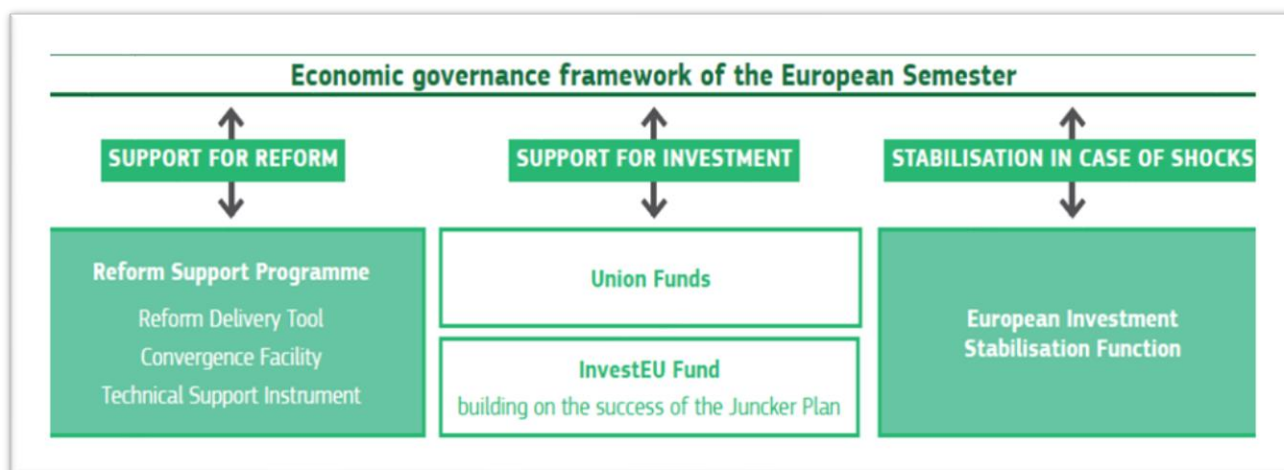 Economic governance framework of the European Semester
SUPPORT FOR REFORM
SUPPORT FOR INVESTMENT
STABILISATION IN CASE OF SHOCKS
Reform Support Programme
Reform Delivery Tool
Convergence Facility
Technical Support Instrument
Union Funds
InvestEU Fund
building on the success of the Juncker Plan
European Investment
Stabilisation Function